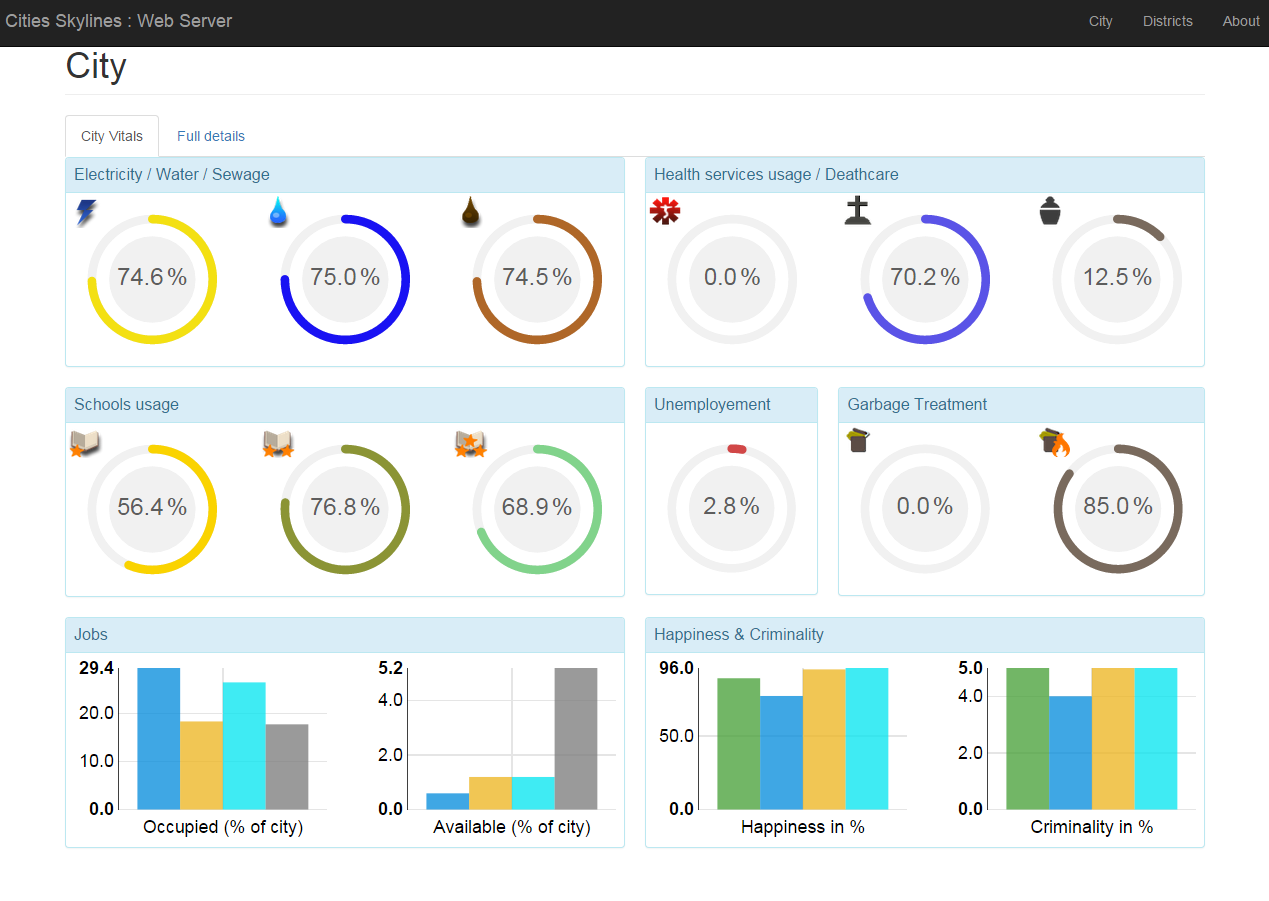 Cities Skylines : Web Server
City Districts About
City
City Vitals Full details
Electricity / Water / Sewage
74.6% 75.0% 74.5%
Health services usage / Deathcare
0.0% 70.2% 12.5%
Schools usage
56.4% 76.8% 68.9%
Unemployement
2.8%
Garbage Treatment
0.0% 85.0%
Jobs
29.4
20.0
10.0
0.0
Occupied (% of city)
5.2
4.0
2.0
0.0
Available (% of city)
Happiness & Criminality
96.0
50.0
0.0
Happiness in %
5.0
4.0
2.0
0.0
Criminality in %